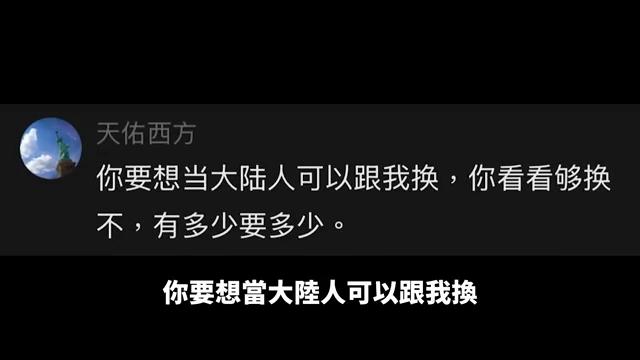 天佑西方
你要想当大陆人可以跟我换，你看看够换
不，有多少要多少。
你要想當大陸人可以跟我換